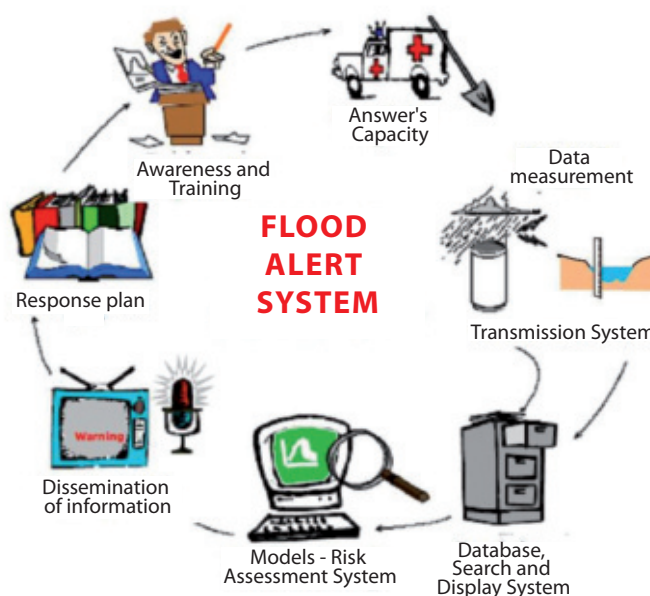 Answer's
Capacity
Awareness and
Training
Data
measurement
FLOOD
ALERT
SYSTEM
Response plan
Transmission System
Warning
Dissemination
of information
Models - Risk
Assessment System
Database,
Search and
Display System